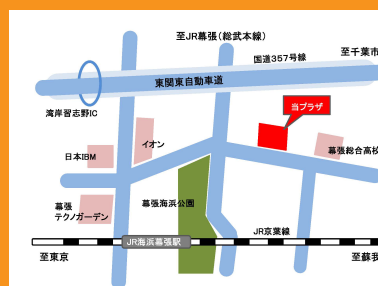 至JR幕張(総武本線)
国道357号線
至千葉市
東関東自動車道
湾岸習志野IC
当プラザ
イオン
日本IBM
幕張総合高校
幕張
テクノガーデン
幕張海浜公園
JR京葉線
JR海浜幕張駅
至東京
至蘇我